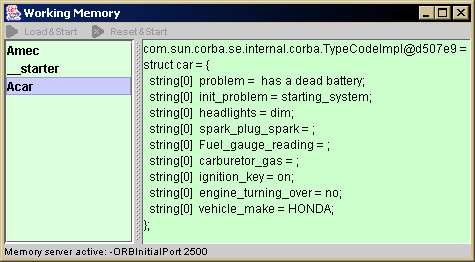 Working Memory
Load&Start Reset&Start
Amec
__starter
Acar
com.sun.corba.se.internal.corba.TypeCodeImpl@d507e9 =
struct car = {
string[0] problem = has a dead battery;
string[0] init_problem = starting_system;
string[0] headlights = dim;
string[0] spark_plug_spark = ;
string[0] Fuel_gauge_reading = ;
string[0] carburetor_gas = ;
string[0] ignition_key = on;
string[0] engine_turning_over = no;
string[0] vehicle_make = HONDA;
};
Memory server active: -ORBInitialPort 2500